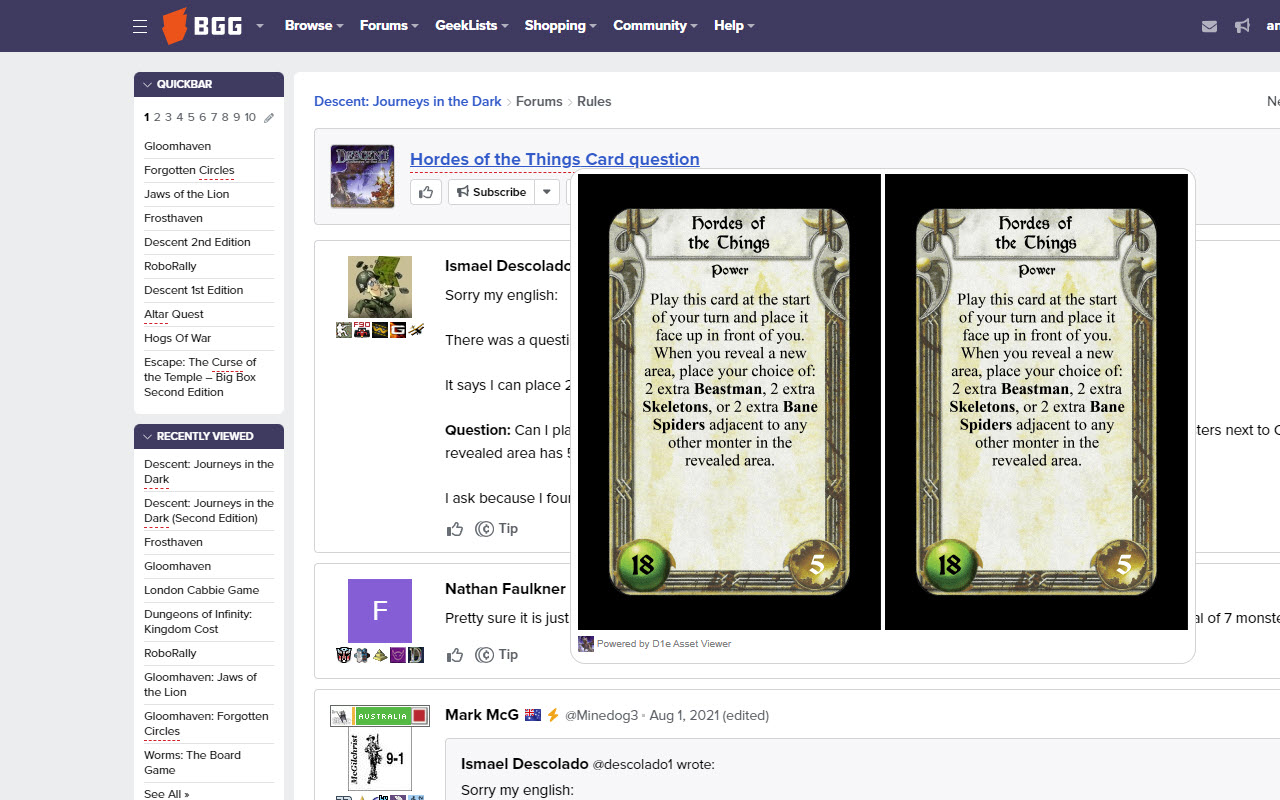 BGG
Browse
Forums
GeekLists
Shopping
Community
Help
QUICKBAR
1 2 3 4 5 6 7 8 9 10
Gloomhaven
Forgotten Circles
Jaws of the Lion
Frosthaven
Descent 2nd Edition
RoboRally
Descent 1st Edition
Altar Quest
Hogs Of War
Escape: The Curse of
the Temple – Big Box
Second Edition
RECENTLY VIEWED
Descent: Journeys in the
Dark
Descent: Journeys in the
Dark (Second Edition)
Frosthaven
Gloomhaven
London Cabbie Game
Dungeons of Infinity:
Kingdom Cost
RoboRally
Gloomhaven: Jaws of
the Lion
Gloomhaven: Forgotten
Circles
Worms: The Board
Game
See All »
Descent: Journeys in the Dark
Forums
Rules
DESCENT
Hordes of the Things Card question
Subscribe
Ismael Descolado
Sorry my english:
There was a questi
It says I can place 2
Question: Can I pla
ters next to
revealed area has 5
I ask because I four
Tip
F
Nathan Faulkner
Pretty sure it is just
al of 7 monste
Tip
Hordes of
the Things
Power
Play this card at the start
of your turn and place it
face up in front of you.
When you reveal a new
area, place your choice of:
2 extra Beastman, 2 extra
Skeletons, or 2 extra Bane
Spiders adjacent to any
other monter in the
revealed area.
18
5
Hordes of
the Things
Power
Play this card at the start
of your turn and place it
face up in front of you.
When you reveal a new
area, place your choice of:
2 extra Beastman, 2 extra
Skeletons, or 2 extra Bane
Spiders adjacent to any
other monter in the
revealed area.
18
5
Powered by D1e Asset Viewer
AUSTRALIA
McGilchrist
9-1
Mark McG @Minedog3 • Aug 1, 2021 (edited)
Ismael Descolado @descolado1 wrote:
Sorry my english: